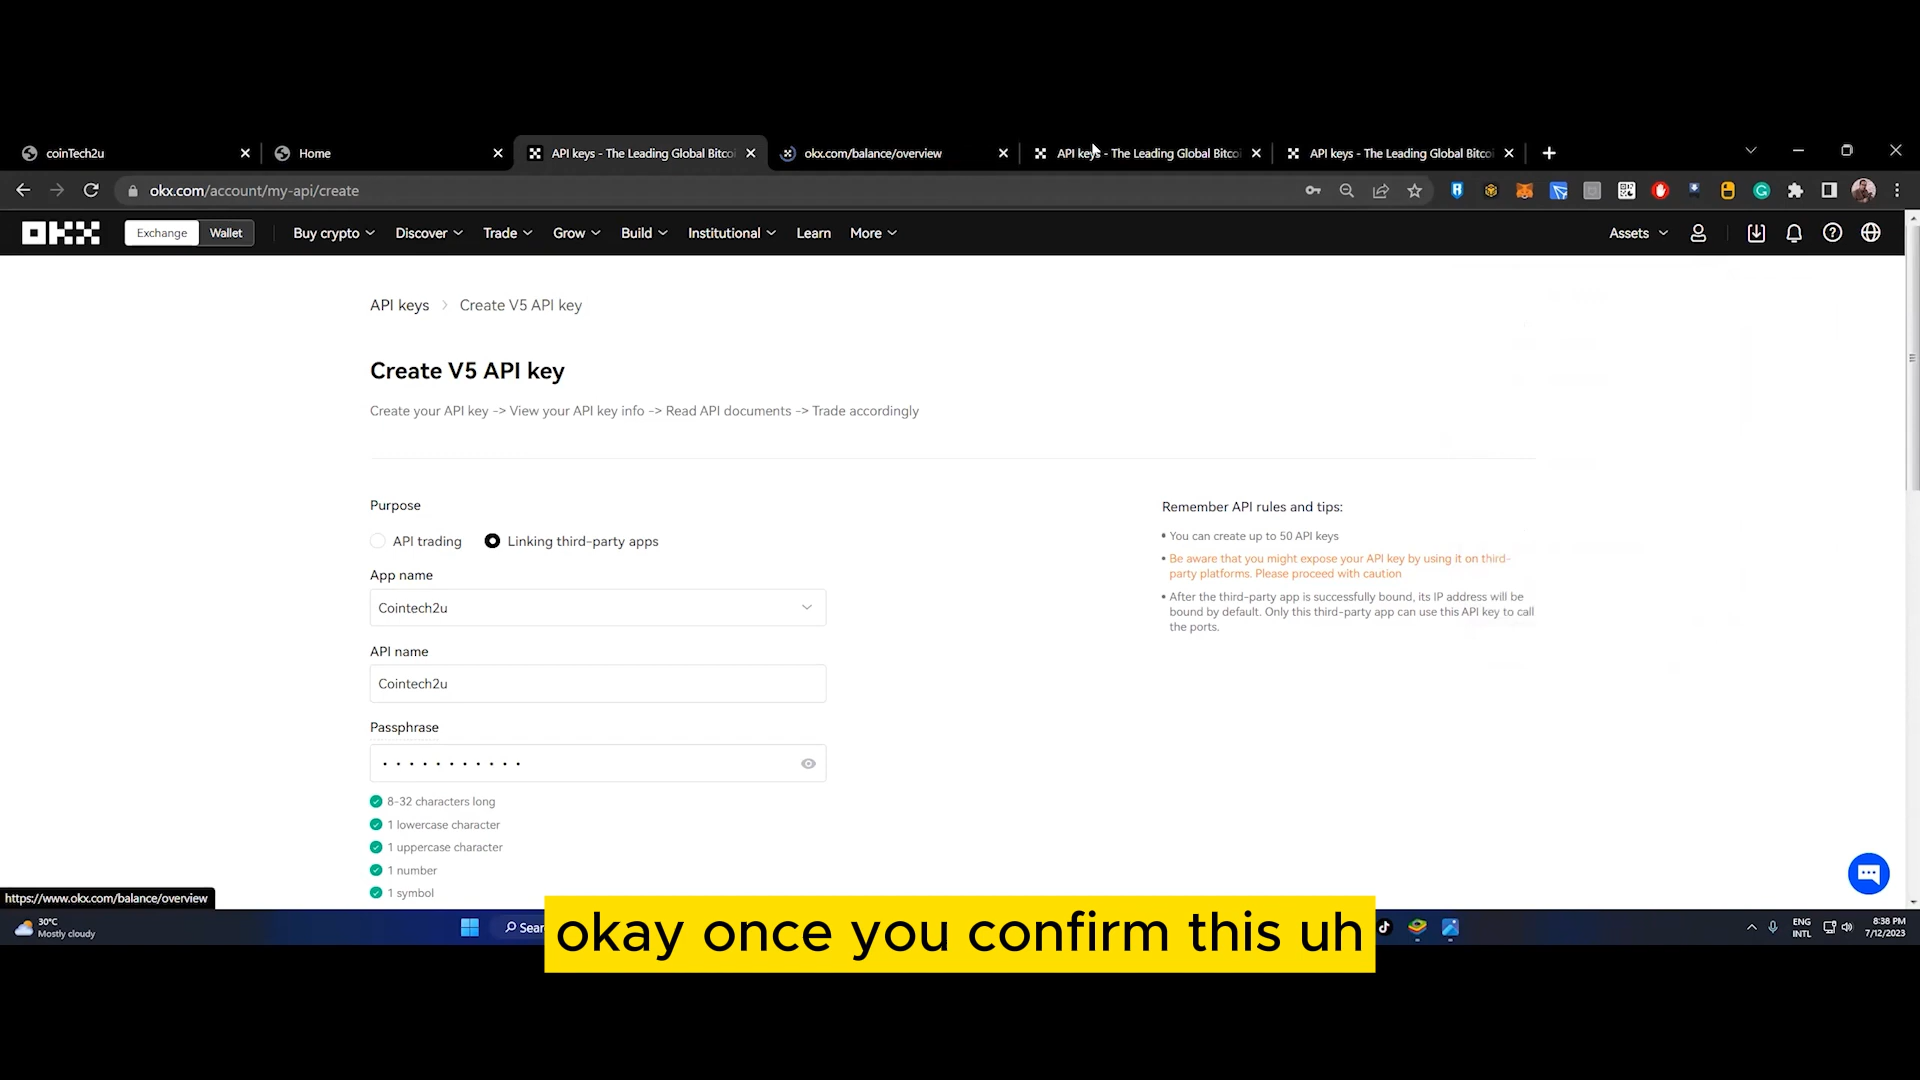 coinTech2u
Home
API keys - The Leading Global Bitcoi
okx.com/balance/overview
API keys - The Leading Global Bitcoi
API keys - The Leading Global Bitcoi
okx.com/account/my-api/create
OKX
Exchange
Wallet
Buy crypto
Discover
Trade
Grow
Build
Institutional
Learn
More
Assets
API keys > Create V5 API key
Create V5 API key
Create your API key -> View your API key info -> Read API documents -> Trade accordingly
Purpose
API trading
Linking third-party apps
App name
Cointech2u
API name
Cointech2u
Passphrase
8-32 characters long
1 lowercase character
1 uppercase character
1 number
1 symbol
Remember API rules and tips:
• You can create up to 50 API keys
• Be aware that you might expose your API key by using it on third-
party platforms. Please proceed with caution
• After the third-party app is successfully bound, its IP address will be
bound by default. Only this third-party app can use this API key to call
the ports.
https://www.okx.com/balance/overview
30°C
Mostly cloudy
Sear
okay once you confirm this uh
ENG
INTL
8:38 PM
7/12/2023